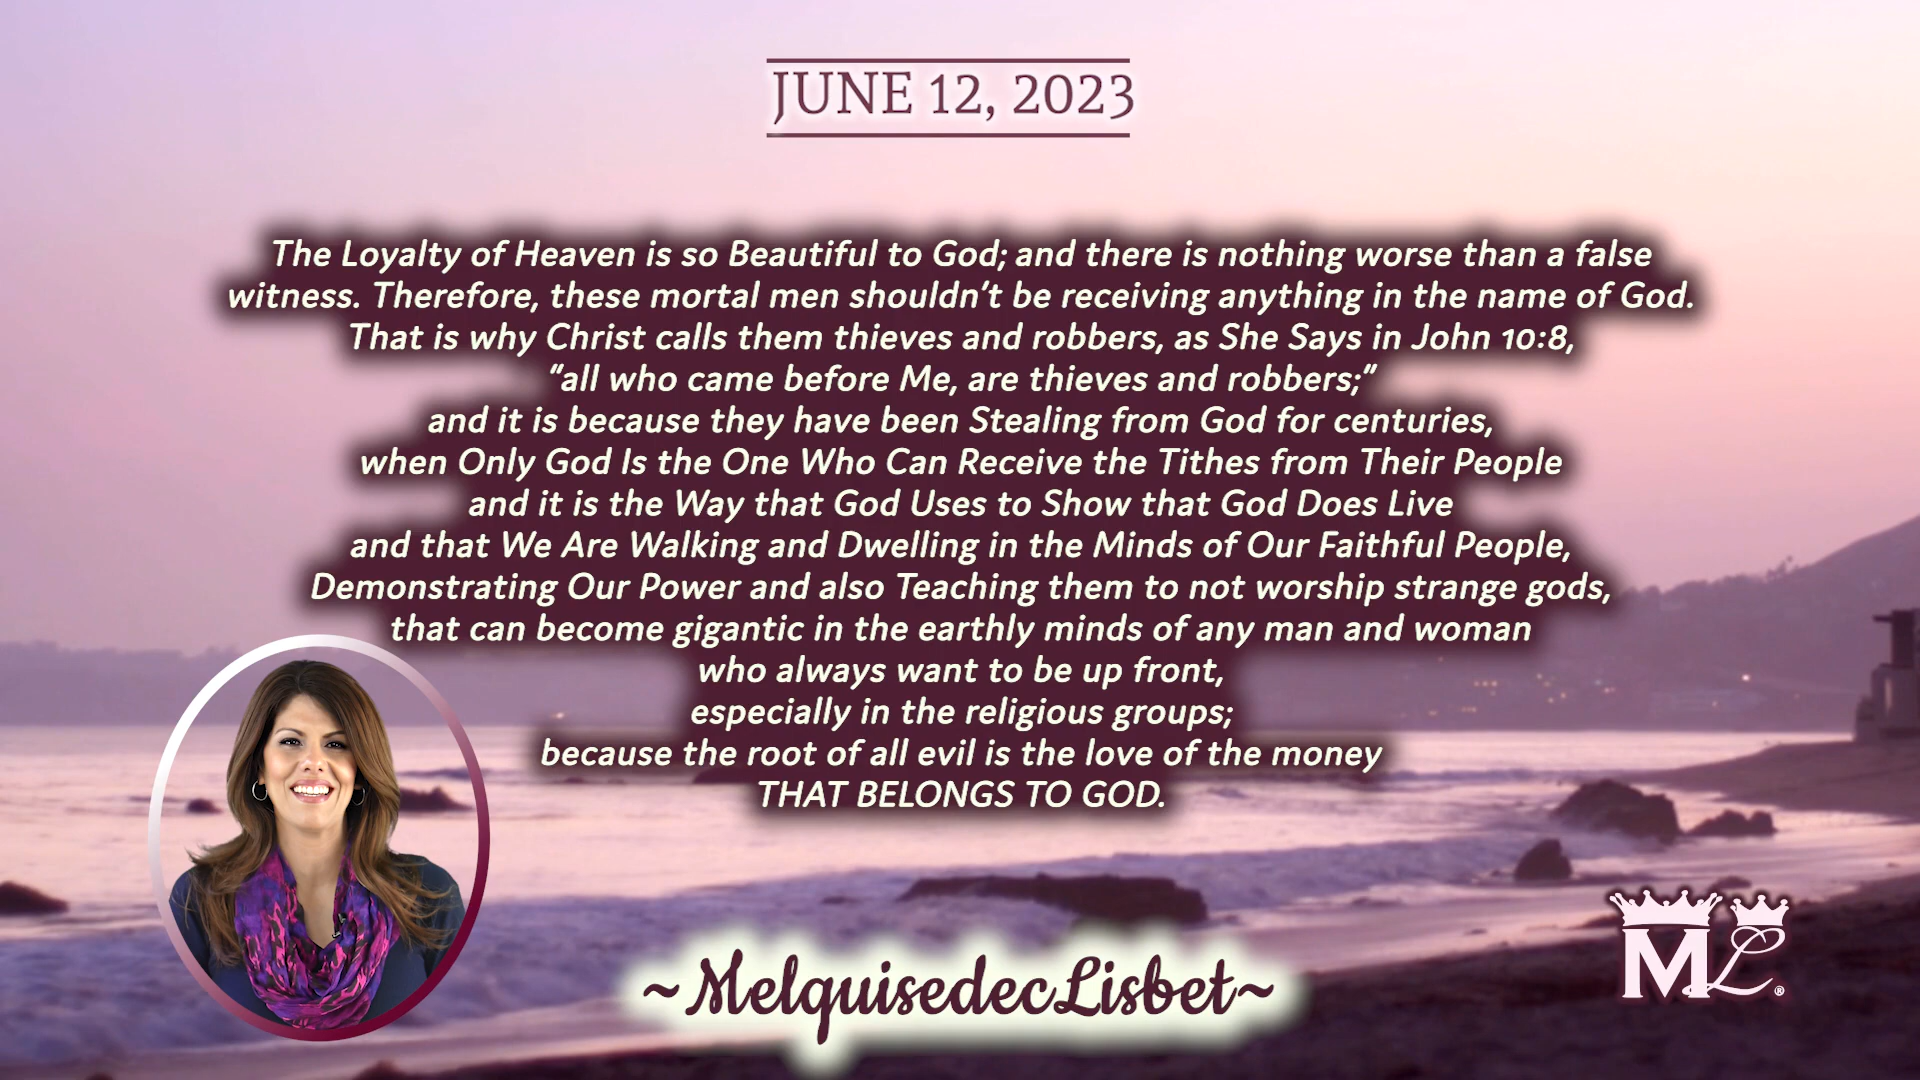 JUNE 12, 2023
The Loyalty of Heaven is so Beautiful to God; and there is nothing worse than a false
witness. Therefore, these mortal men shouldn't be receiving anything in the name of God.
That is why Christ calls them thieves and robbers, as She Says in John 10:8,
"all who came before Me, are thieves and robbers;"
and it is because they have been Stealing from God for centuries,
when Only God Is the One Who Can Receive the Tithes from Their People
and it is the Way that God Uses to Show that God Does Live
and that We Are Walking and Dwelling in the Minds of Our Faithful People,
Demonstrating Our Power and also Teaching them to not worship strange gods,
that can become gigantic in the earthly minds of any man and woman
who always want to be up front,
especially in the religious groups;
because the root of all evil is the love of the money
THAT BELONGS TO GOD.
~MelquisedecLisbet~
ML®